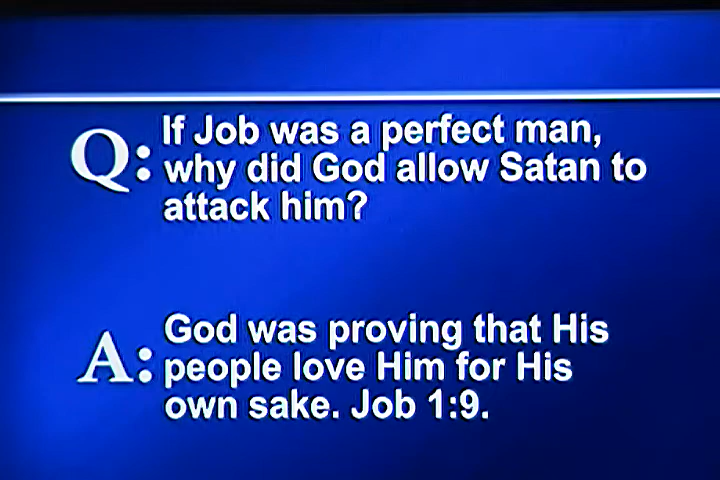 Q: If Job was a perfect man,
why did God allow Satan to
attack him?
A: God was proving that His
people love Him for His
own sake. Job 1:9.